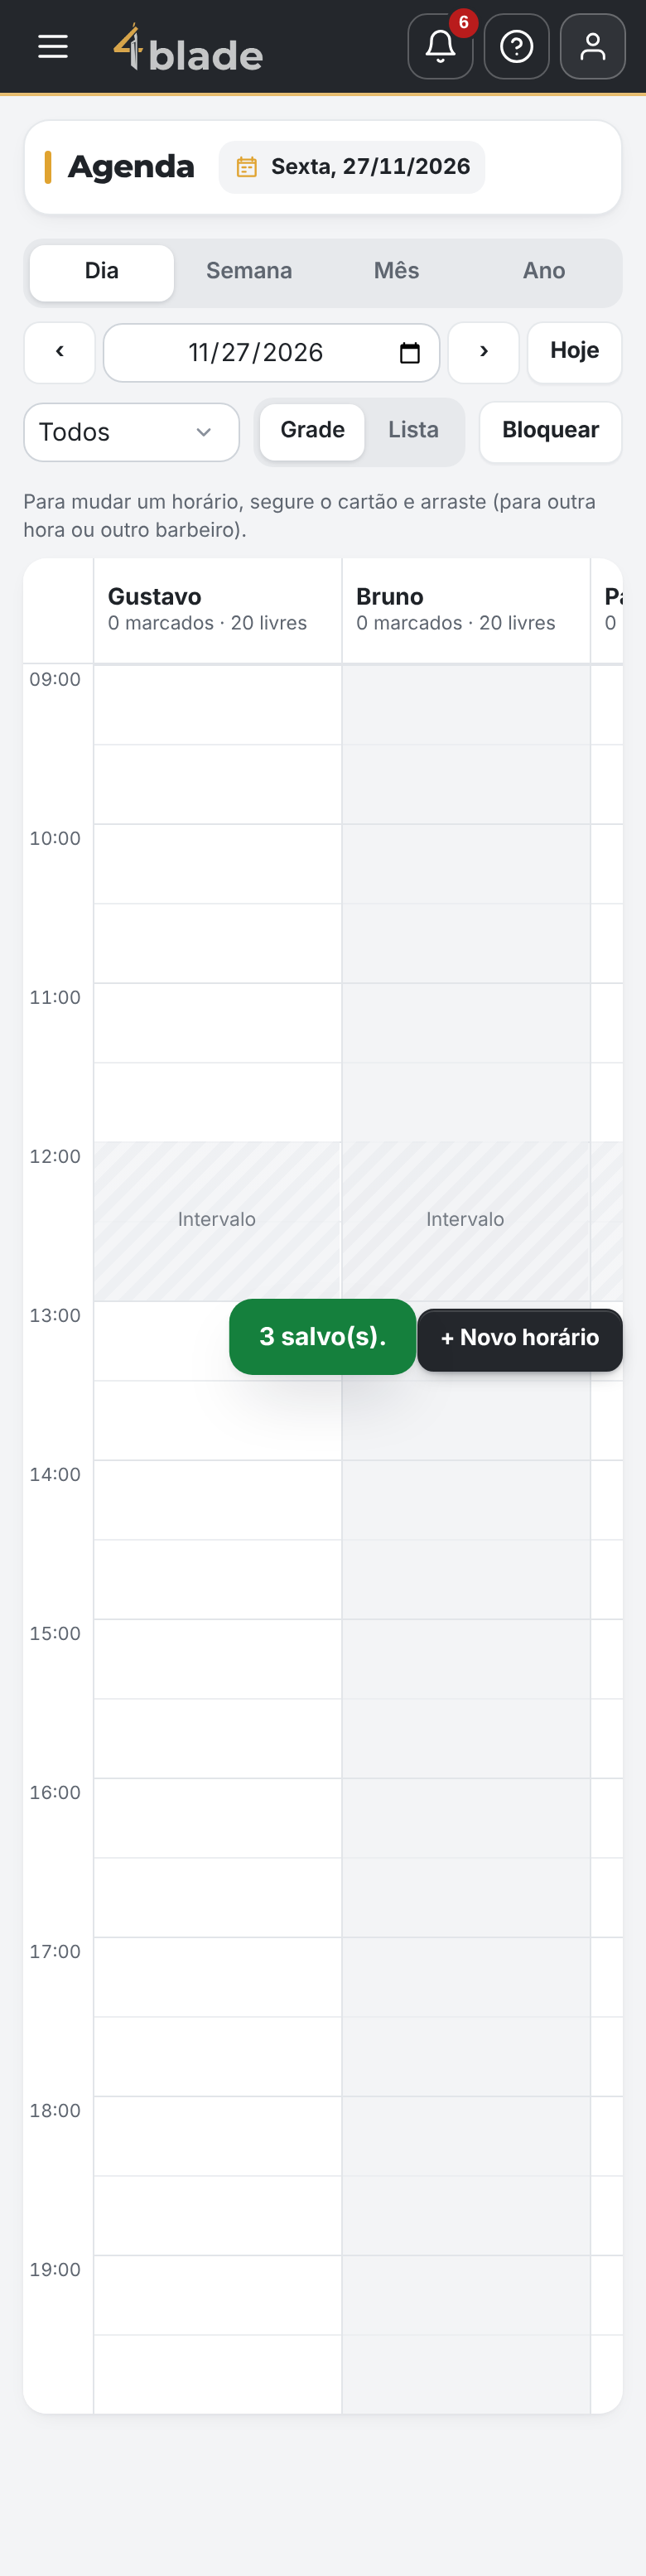 4blade
6
Agenda
Sexta, 27/11/2026
Dia Semana Mês Ano
‹ 11/27/2026 › Hoje
Todos Grade Lista Bloquear
Para mudar um horário, segure o cartão e arraste (para outra
hora ou outro barbeiro).
Gustavo Bruno
0 marcados · 20 livres 0 marcados · 20 livres 0
09:00
10:00
11:00
12:00
Intervalo Intervalo
13:00
3 salvo(s). + Novo horário
14:00
15:00
16:00
17:00
18:00
19:00